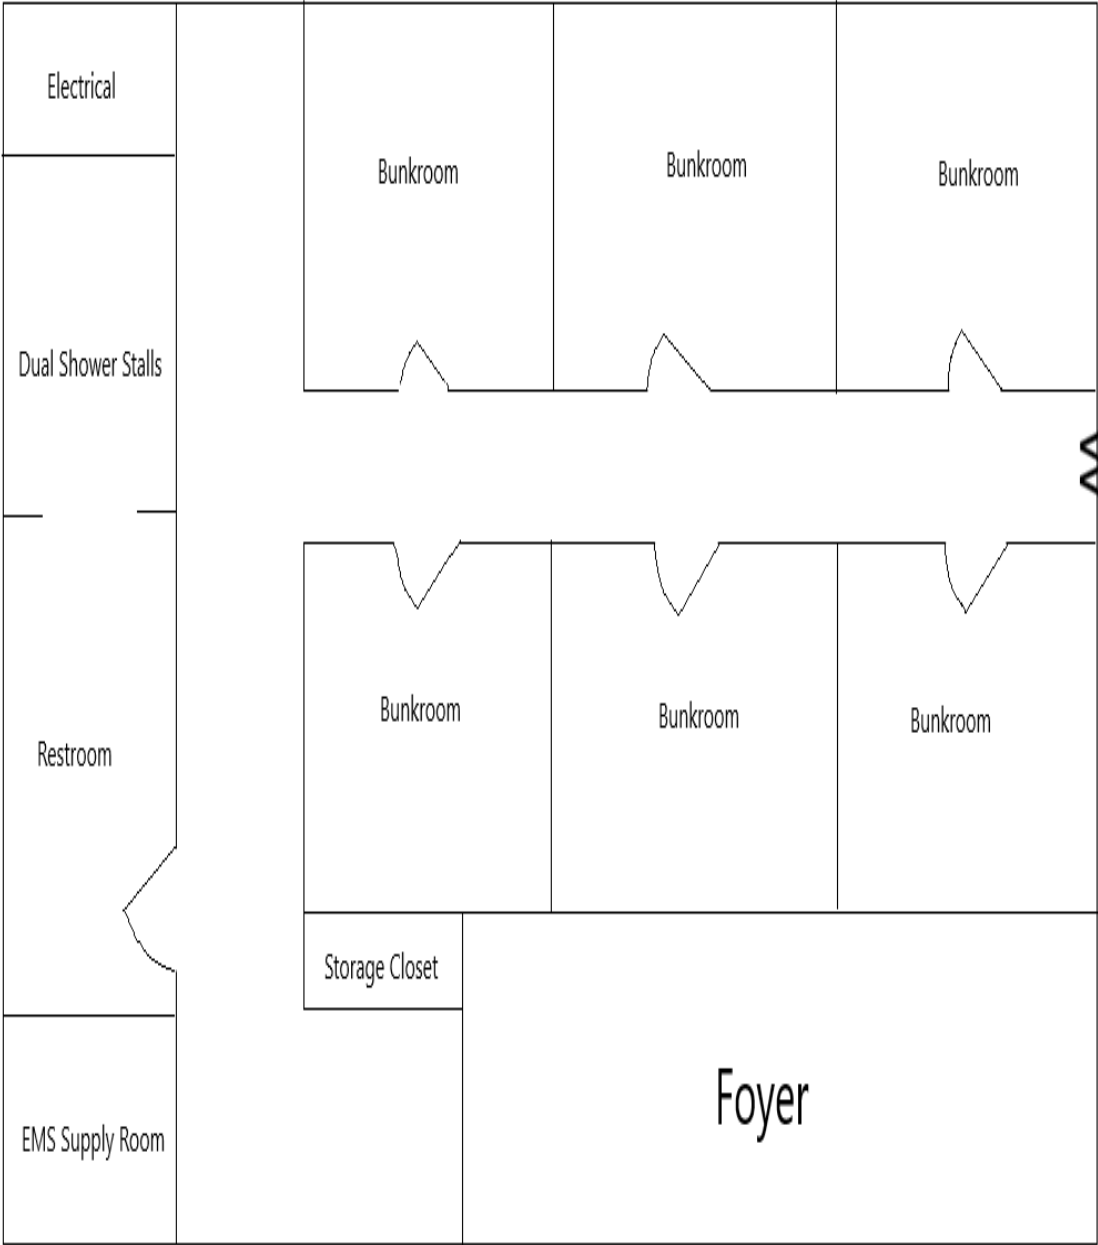 Electrical
Bunkroom
Bunkroom
Bunkroom
Dual Shower Stalls
Bunkroom
Bunkroom
Bunkroom
Restroom
Storage Closet
Foyer
EMS Supply Room